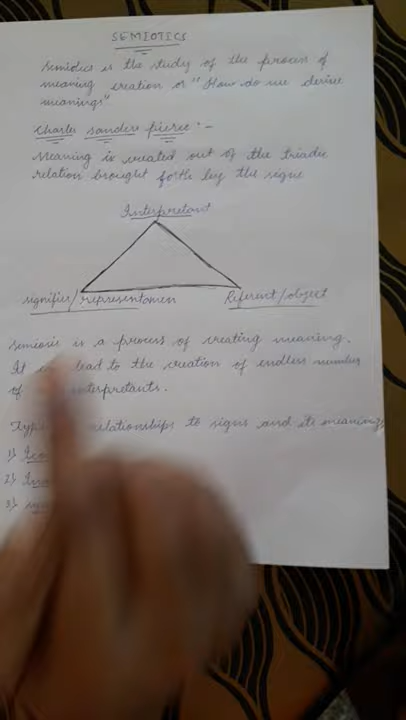 SEMIOTICS
Semiotics is the study of the process of
meaning creation or "How do we derive
meanings"
Charles sanders pierce :-
Meaning is created out of the triadic
relation brought forth by the signs
Interpretant
signifier/representamen Referent/object
Semiosis is a process of creating meaning.
It lead to the creation of endless number
of interpretants.
relationships to signs and its meaning
1)
2)
3)